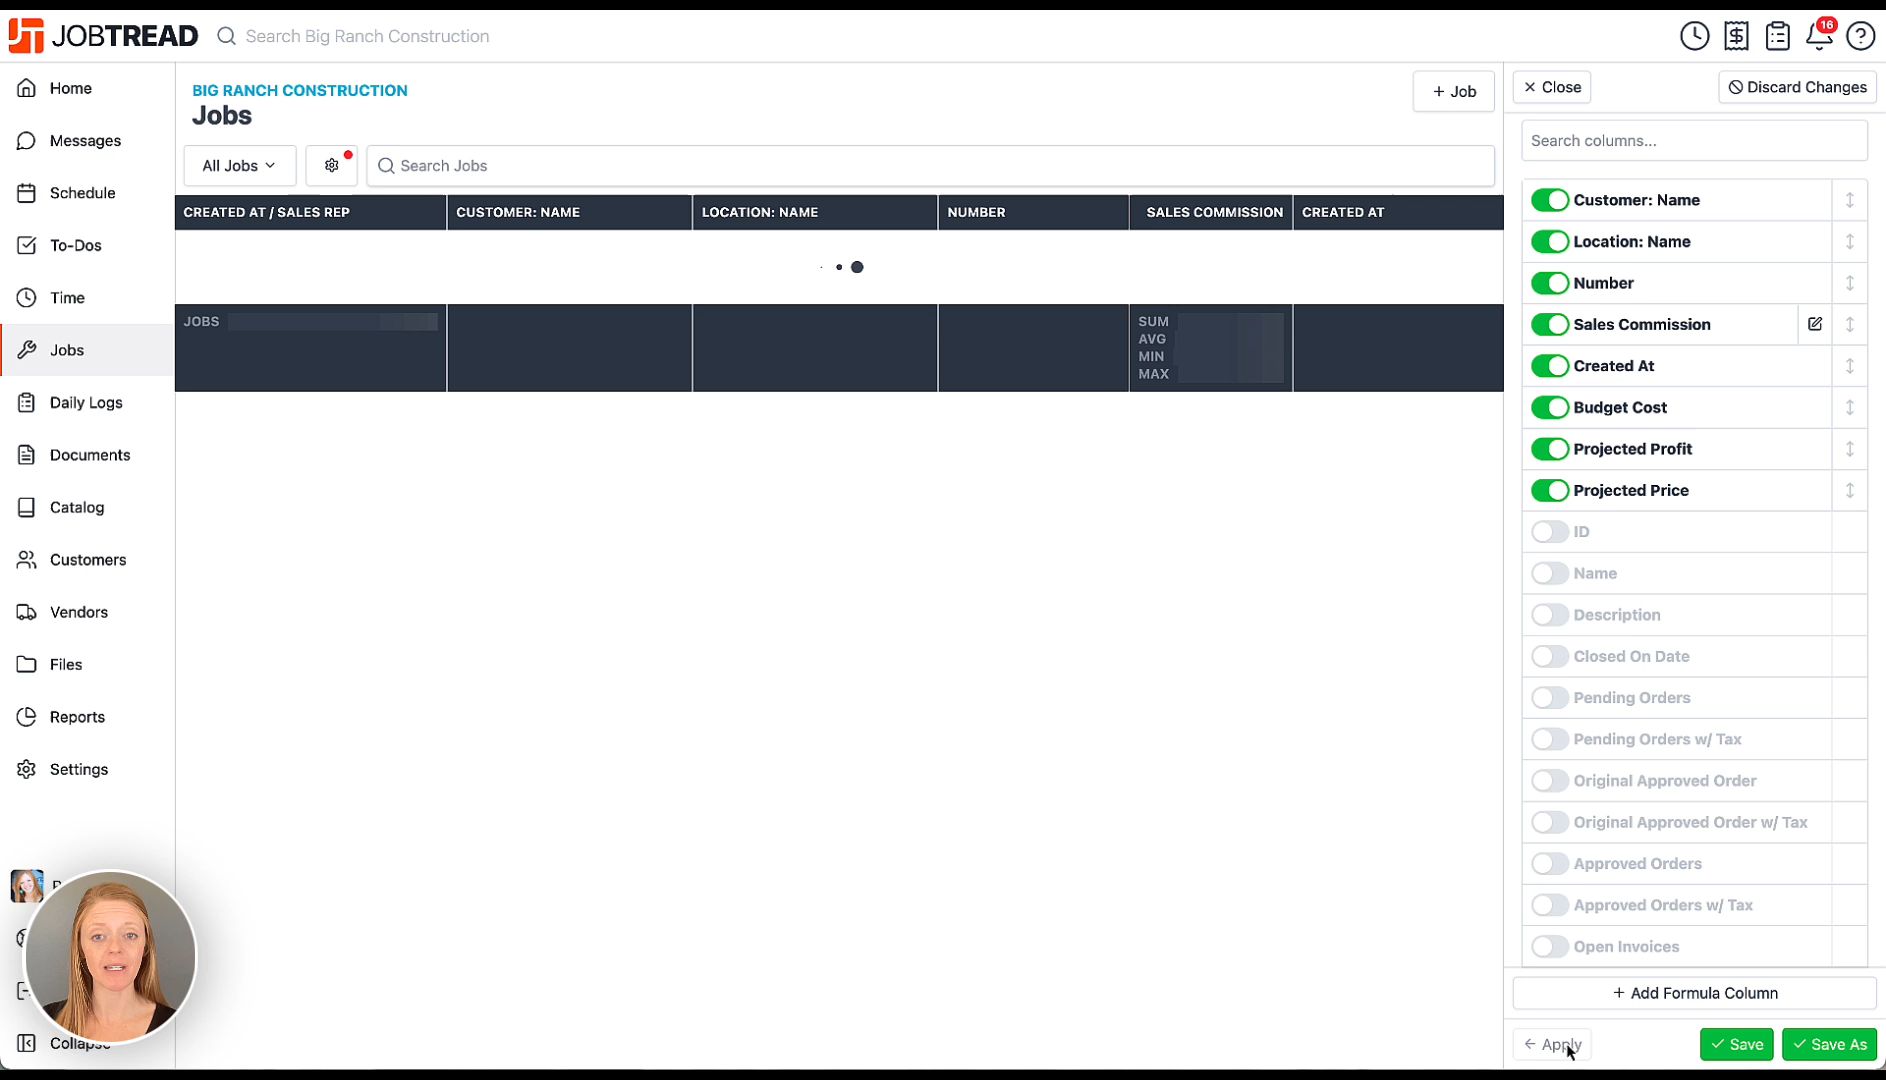 JOBTREAD
Search Big Ranch Construction
16
Home
Messages
Schedule
To-Dos
Time
Jobs
Daily Logs
Documents
Catalog
Customers
Vendors
Files
Reports
Settings
Collapse
BIG RANCH CONSTRUCTION
Jobs
+ Job
All Jobs
Search Jobs
CREATED AT / SALES REP
CUSTOMER: NAME
LOCATION: NAME
NUMBER
SALES COMMISSION
CREATED AT
JOBS
SUM
AVG
MIN
MAX
Close
Discard Changes
Search columns...
Customer: Name
Location: Name
Number
Sales Commission
Created At
Budget Cost
Projected Profit
Projected Price
ID
Name
Description
Closed On Date
Pending Orders
Pending Orders w/ Tax
Original Approved Order
Original Approved Order w/ Tax
Approved Orders
Approved Orders w/ Tax
Open Invoices
+ Add Formula Column
Apply
Save
Save As